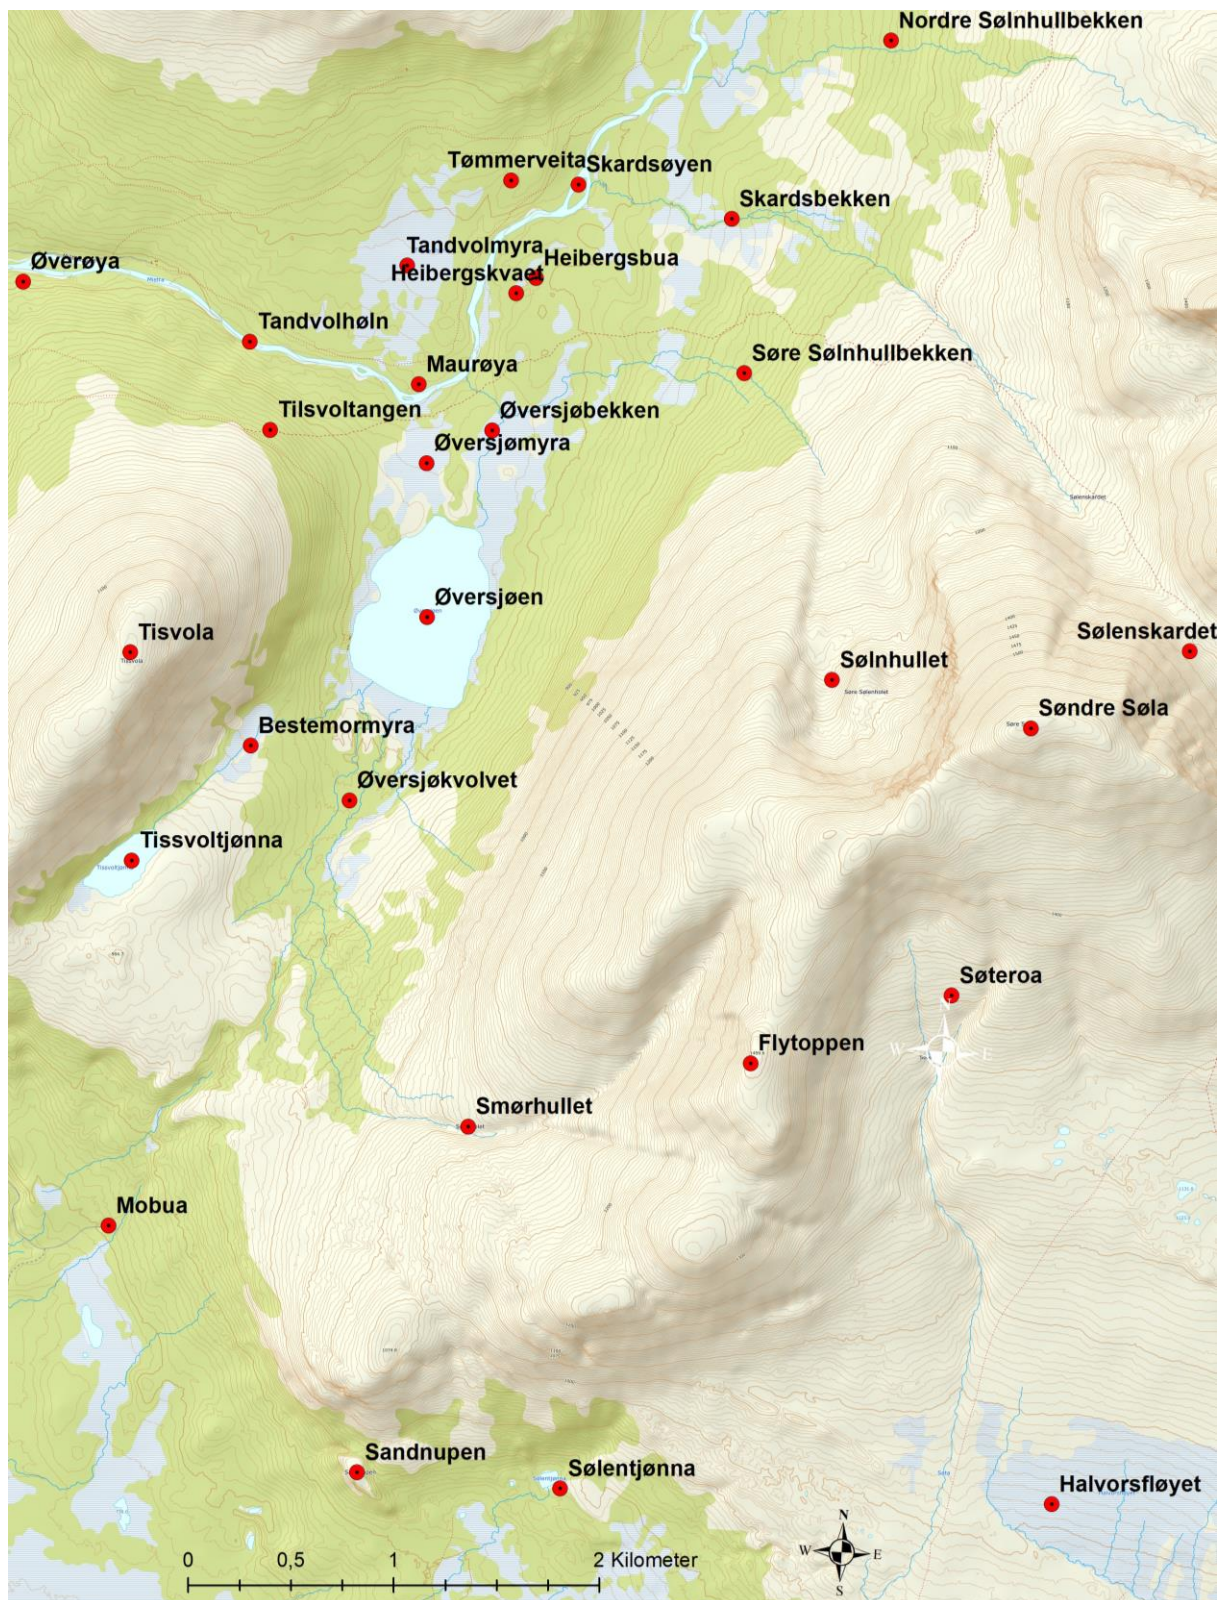 Nordre Sølnhullbekken
Tømmerveita
Skardsøyen
Skardsbekken
Tandvolmyra
Heibergsbua
Øverøya
Heibergskvaet
Tandvolhøln
Søre Sølnhullbekken
Maurøya
Tilsvoltangen
Øversjøbekken
Øversjømyra
Sølenskardet
Øversjøen
Tisvola
Tisvola
Sølenskardet
Sølnhullet
Søndre Søla
Bestemormyra
Øversjøkvolvet
Tissvoltjønna
Søteroa
N
W E
Flytoppen
Smørhullet
Mobua
Sandnupen
Sølentjønna
Halvorsfløyet
N
W E
S
0 0,5 1 2 Kilometer